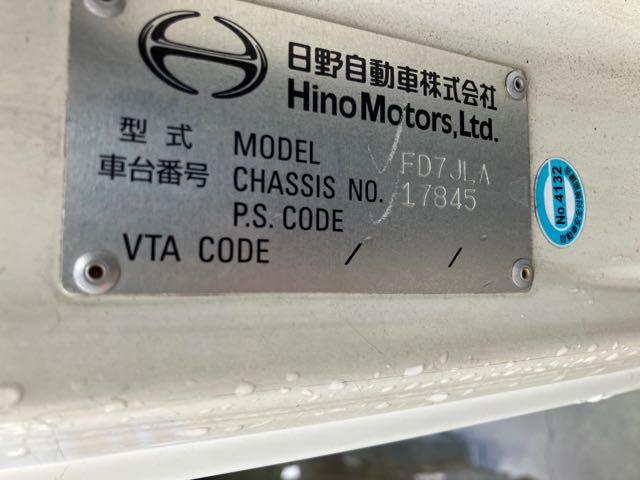 日野自動車株式会社
Hino Motors, Ltd.
型式 MODEL FD7JLA
車台番号 CHASSIS NO. 17845
P.S. CODE
VTA CODE / /
No.4132